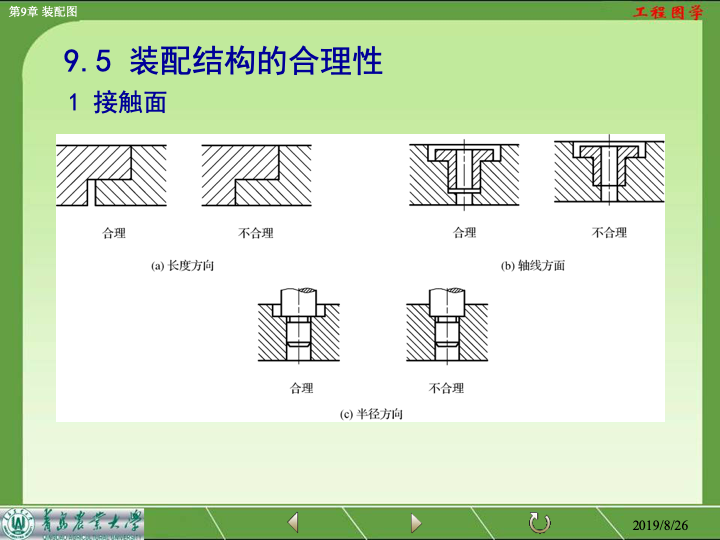 第9章 装配图
工程图学
9.5 装配结构的合理性
1 接触面
合理
不合理
合理
不合理
(a) 长度方向
(b) 轴线方面
合理
不合理
(c) 半径方向
青岛农业大学
QINGDAO AGRICULTURAL UNIVERSITY
2019/8/26